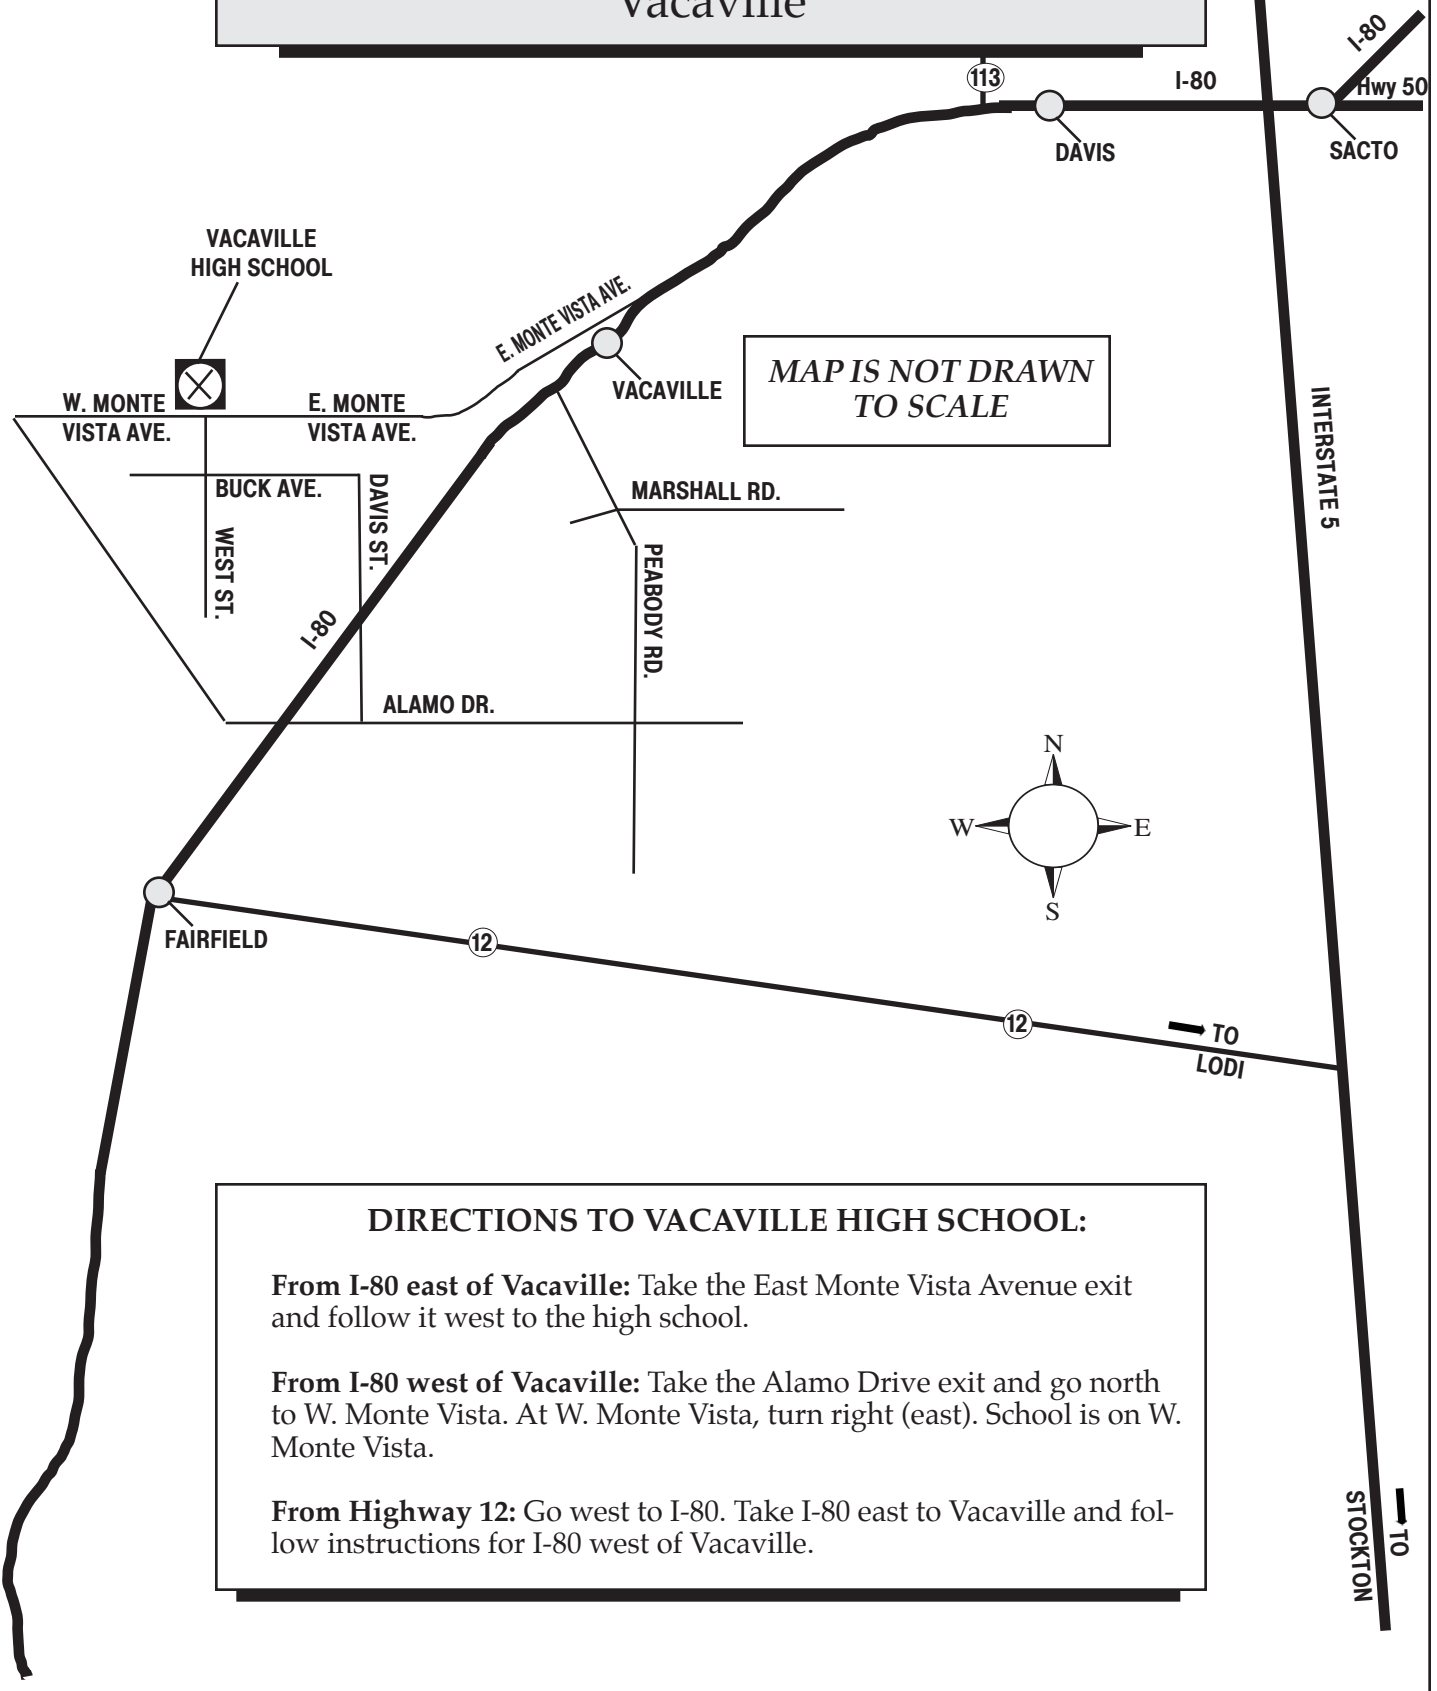 Vacaville
I-80
113
I-80
Hwy 50
DAVIS
SACTO
VACAVILLE
HIGH SCHOOL
E. MONTE VISTA AVE.
MAP IS NOT DRAWN
TO SCALE
VACAVILLE
W. MONTE
VISTA AVE.
E. MONTE
VISTA AVE.
INTERSTATE 5
BUCK AVE.
DAVIS ST.
MARSHALL RD.
WEST ST.
PEABODY RD.
I-80
ALAMO DR.
N
W
E
S
FAIRFIELD
12
12
TO
LODI
DIRECTIONS TO VACAVILLE HIGH SCHOOL:
From I-80 east of Vacaville: Take the East Monte Vista Avenue exit
and follow it west to the high school.
From I-80 west of Vacaville: Take the Alamo Drive exit and go north
to W. Monte Vista. At W. Monte Vista, turn right (east). School is on W.
Monte Vista.
From Highway 12: Go west to I-80. Take I-80 east to Vacaville and fol-
low instructions for I-80 west of Vacaville.
TO
STOCKTON